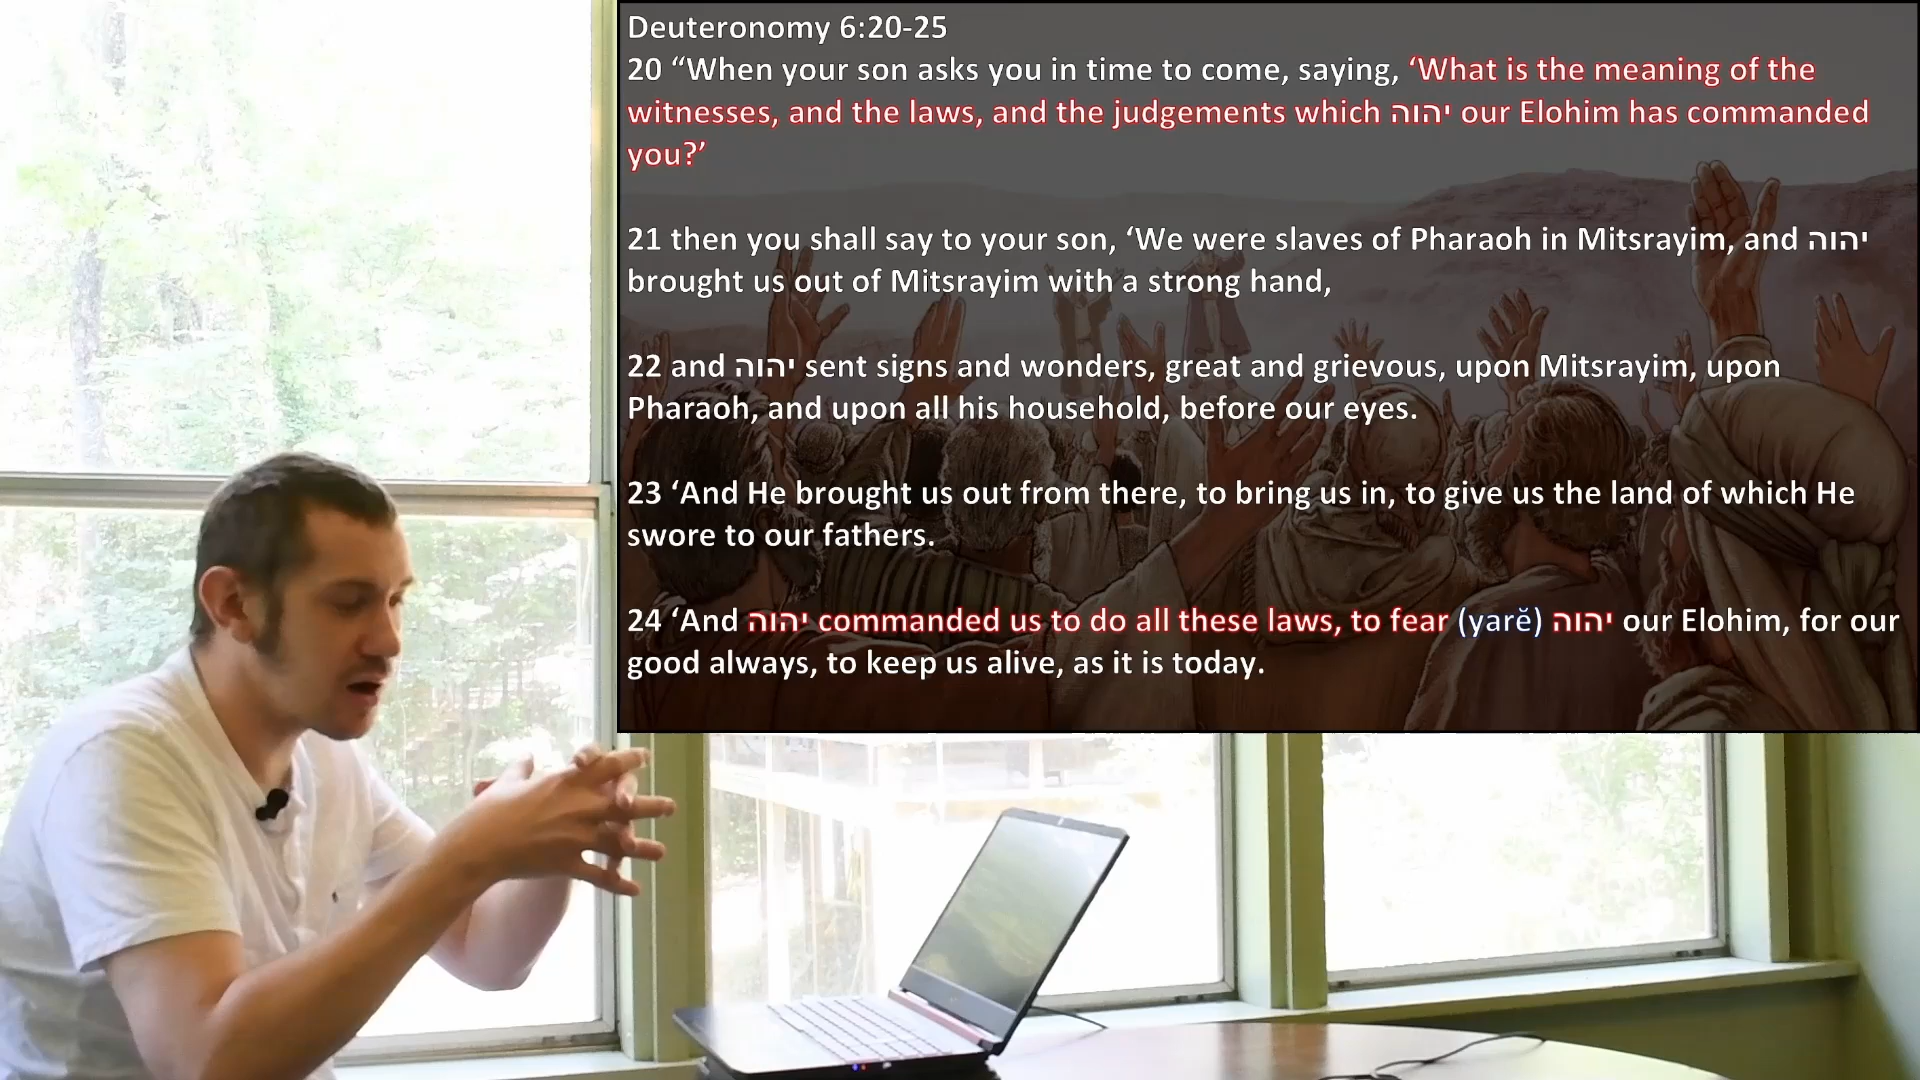 Deuteronomy 6:20-25
20 “When your son asks you in time to come, saying, ‘What is the meaning of the
witnesses, and the laws, and the judgements which יהוה our Elohim has commanded
you?’
21 then you shall say to your son, ‘We were slaves of Pharaoh in Mitsrayim, and יהוה
brought us out of Mitsrayim with a strong hand,
22 and יהוה sent signs and wonders, great and grievous, upon Mitsrayim, upon
Pharaoh, and upon all his household, before our eyes.
23 ‘And He brought us out from there, to bring us in, to give us the land of which He
swore to our fathers.
24 ‘And יהוה commanded us to do all these laws, to fear (yarĕ) יהוה our Elohim, for our
good always, to keep us alive, as it is today.